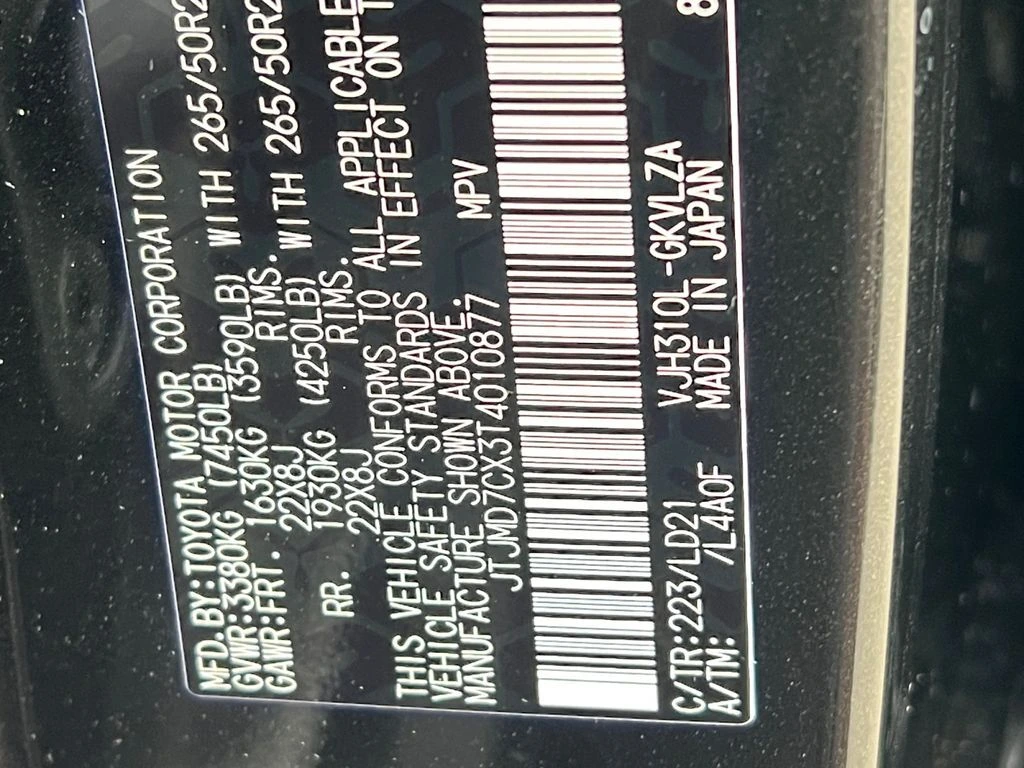 MFD.BY:TOYOTA MOTOR CORPORATION
GVWR:3380KG (7450LB)
GAWR:FRT. 1630KG (3590LB) WITH 265/50R2
22X8J RIMS.
RR. 1930KG (4250LB) WITH 265/50R2
22X8J RIMS.
THIS VEHICLE CONFORMS TO ALL APPLICABLE
VEHICLE SAFETY STANDARDS IN EFFECT ON T
MANUFACTURE SHOWN ABOVE.
JTJMD7CX3T4010877 MPV
C/TR:223/LD21 VJH310L-GKVLZA
A/TM: /L4A0F MADE IN JAPAN 8